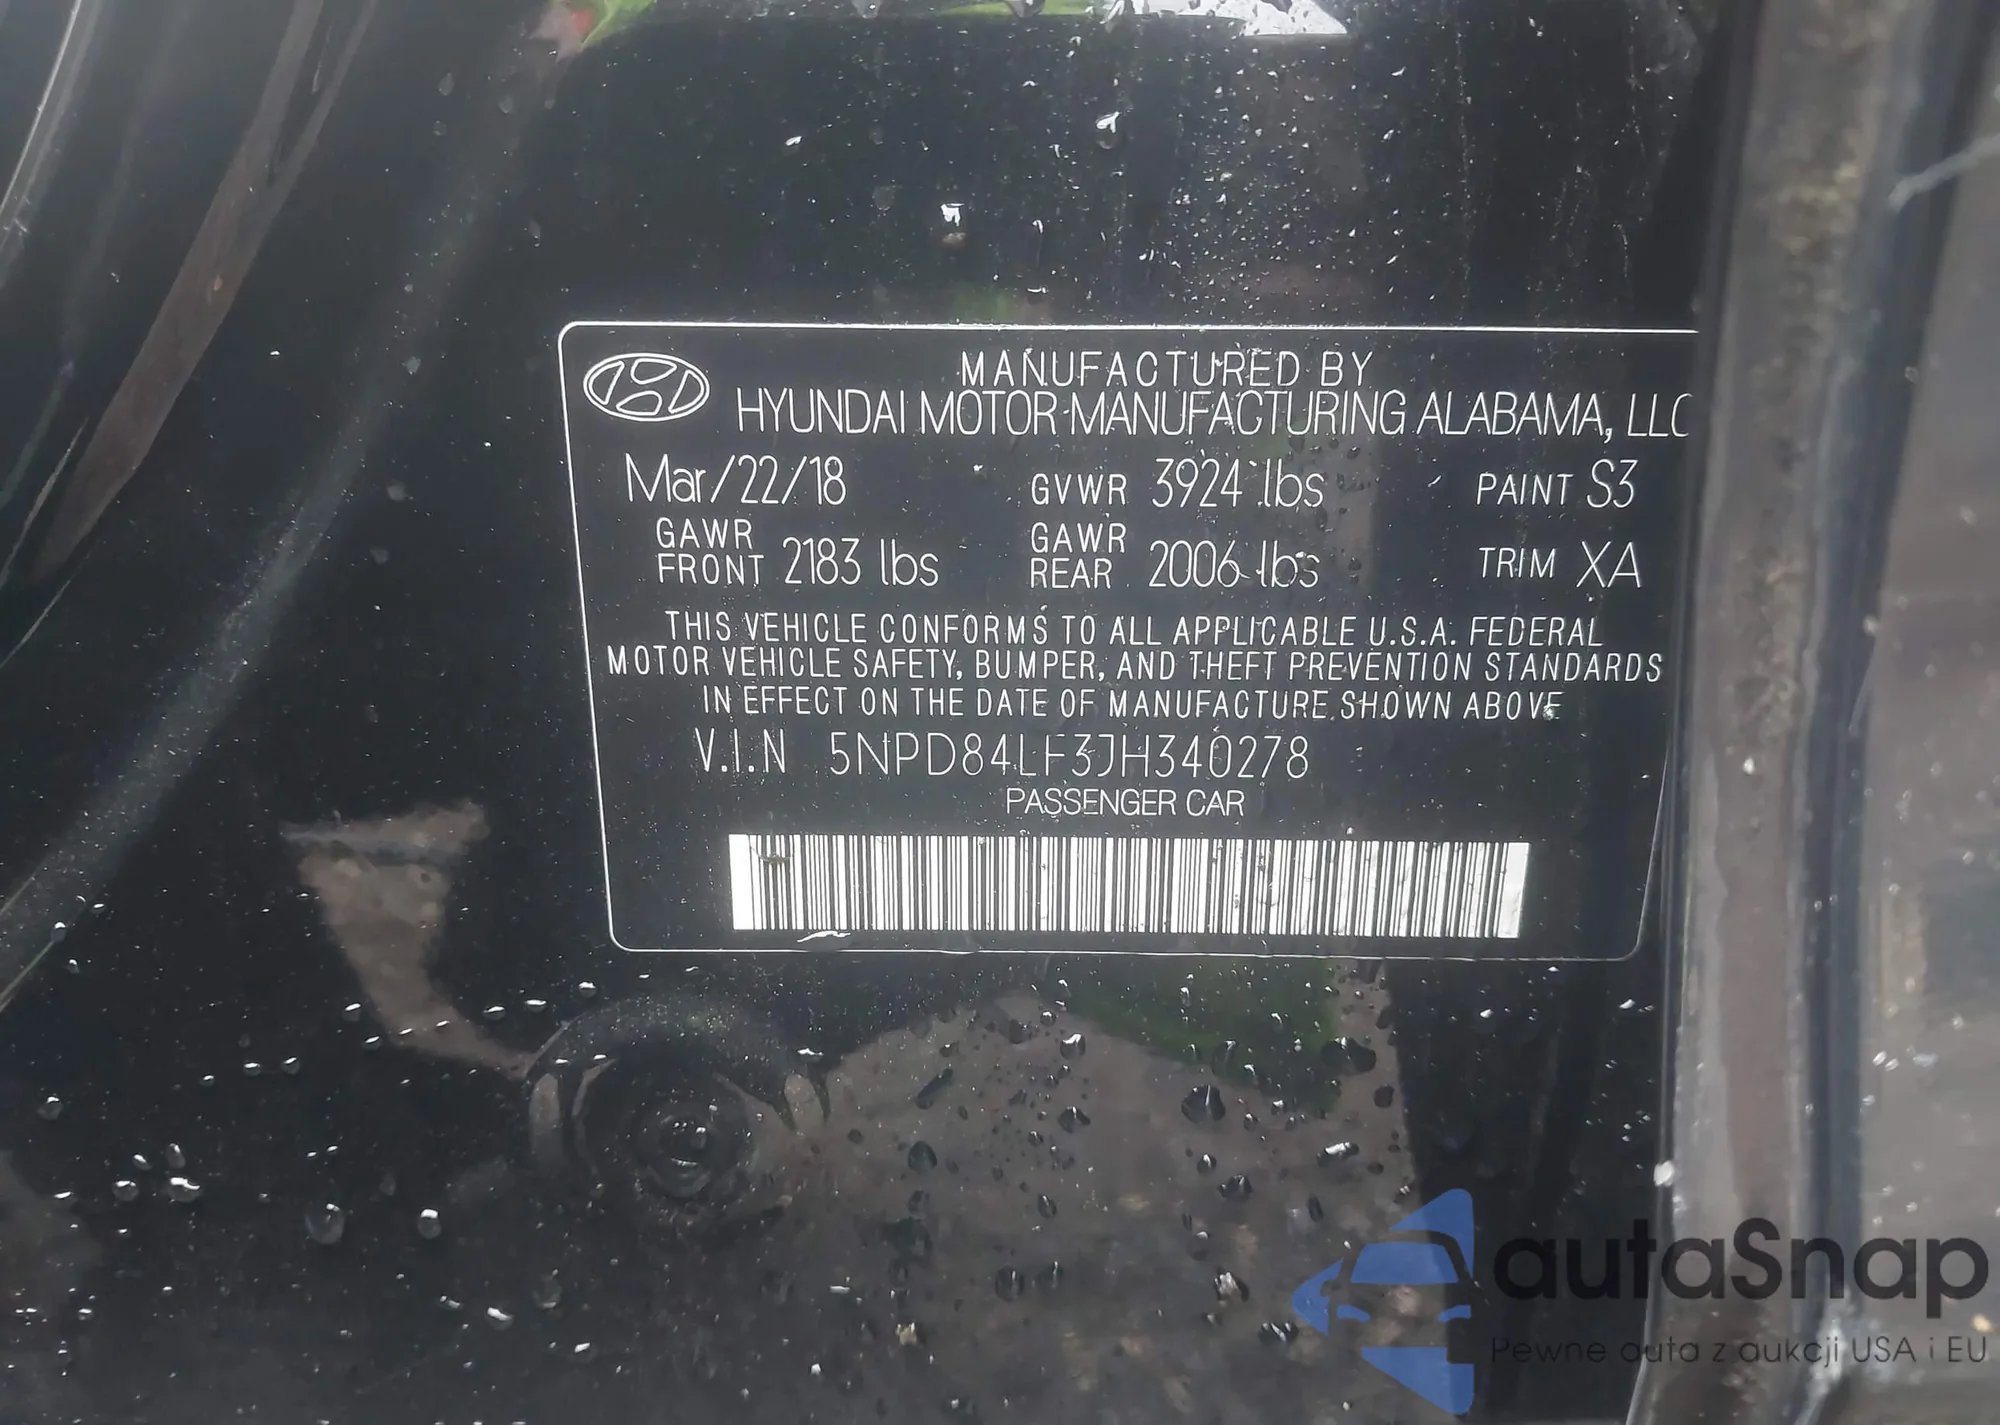 MANUFACTURED BY
HYUNDAI MOTOR MANUFACTURING ALABAMA, LLC
Mar/22/18 GVWR 3924 lbs PAINT S3
GAWR FRONT 2183 lbs GAWR REAR 2006 lbs TRIM XA
THIS VEHICLE CONFORMS TO ALL APPLICABLE U.S.A. FEDERAL
MOTOR VEHICLE SAFETY, BUMPER, AND THEFT PREVENTION STANDARDS
IN EFFECT ON THE DATE OF MANUFACTURE SHOWN ABOVE
V.I.N 5NPD84LF3JH340278
PASSENGER CAR
autaSnap
Pewne auta z aukcji USA i EU